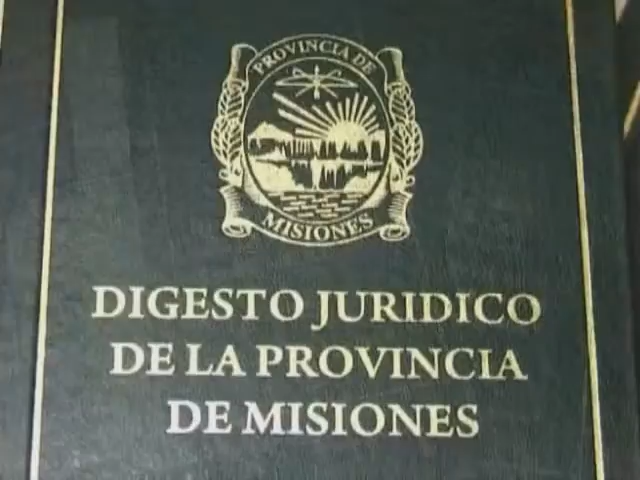 PROVINCIA DE
MISIONES
DIGESTO JURIDICO
DE LA PROVINCIA
DE MISIONES